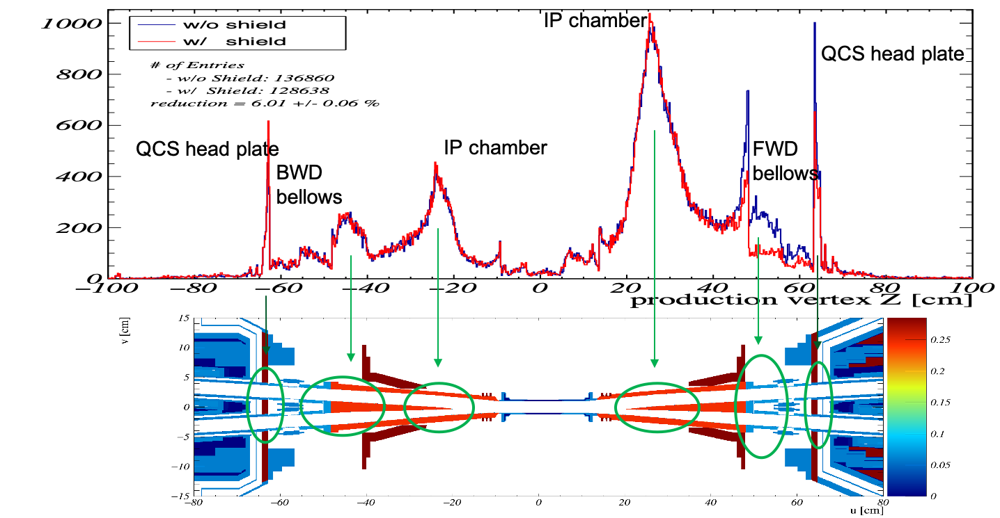 1000
800
600
400
200
0
w/o shield
w/ shield
# of Entries
- w/o Shield: 136860
- w/ Shield: 128638
reduction = 6.01 +/- 0.06 %
IP chamber
QCS head plate
QCS head plate
BWD
bellows
IP chamber
FWD
bellows
−100 −80 −60 −40 −20 0 20 40 60 80 100
production vertex Z [cm]
v [cm]
15
10
5
0
−5
−10
−15
−80 −60 −40 −20 0 20 40 60 80
u [cm]
0.25
0.2
0.15
0.1
0.05
0